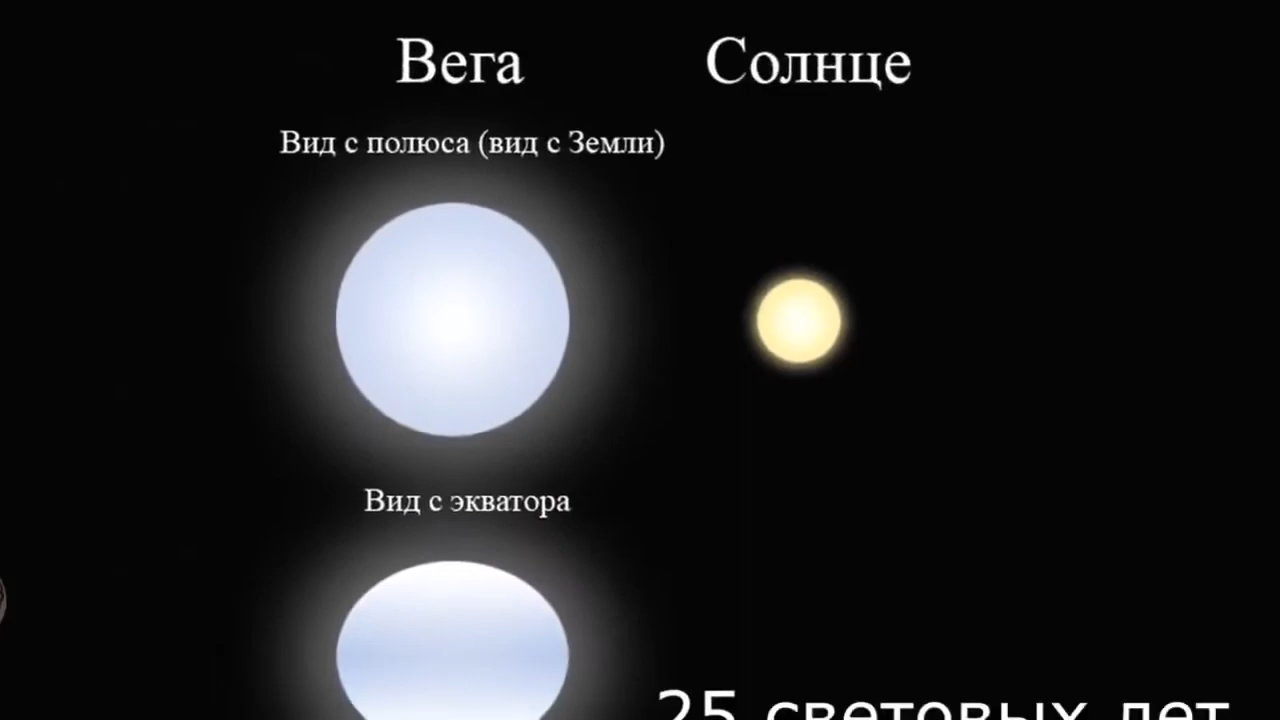 Вега Солнце
Вид с полюса (вид с Земли)
Вид с экватора
25 световых лет